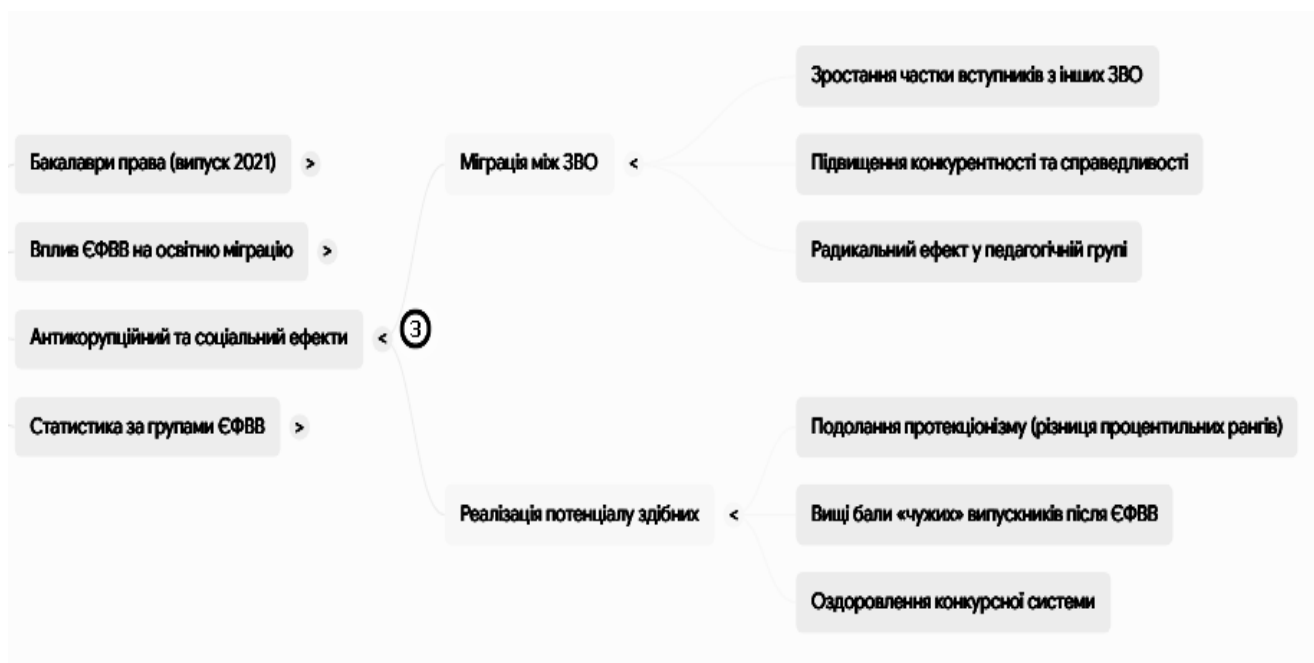 Бакалаври права (випуск 2021) >
Вплив ЄФВВ на освітню міграцію >
Антикорупційний та соціальний ефекти <
3
Статистика за групами ЄФВВ >
Міграція між ЗВО <
Зростання частки вступників з інших ЗВО
Підвищення конкурентності та справедливості
Радикальний ефект у педагогічній групі
Реалізація потенціалу здібних <
Подолання протекціонізму (різниця процентильних рангів)
Вищі бали «чужих» випускників після ЄФВВ
Оздоровлення конкурсної системи